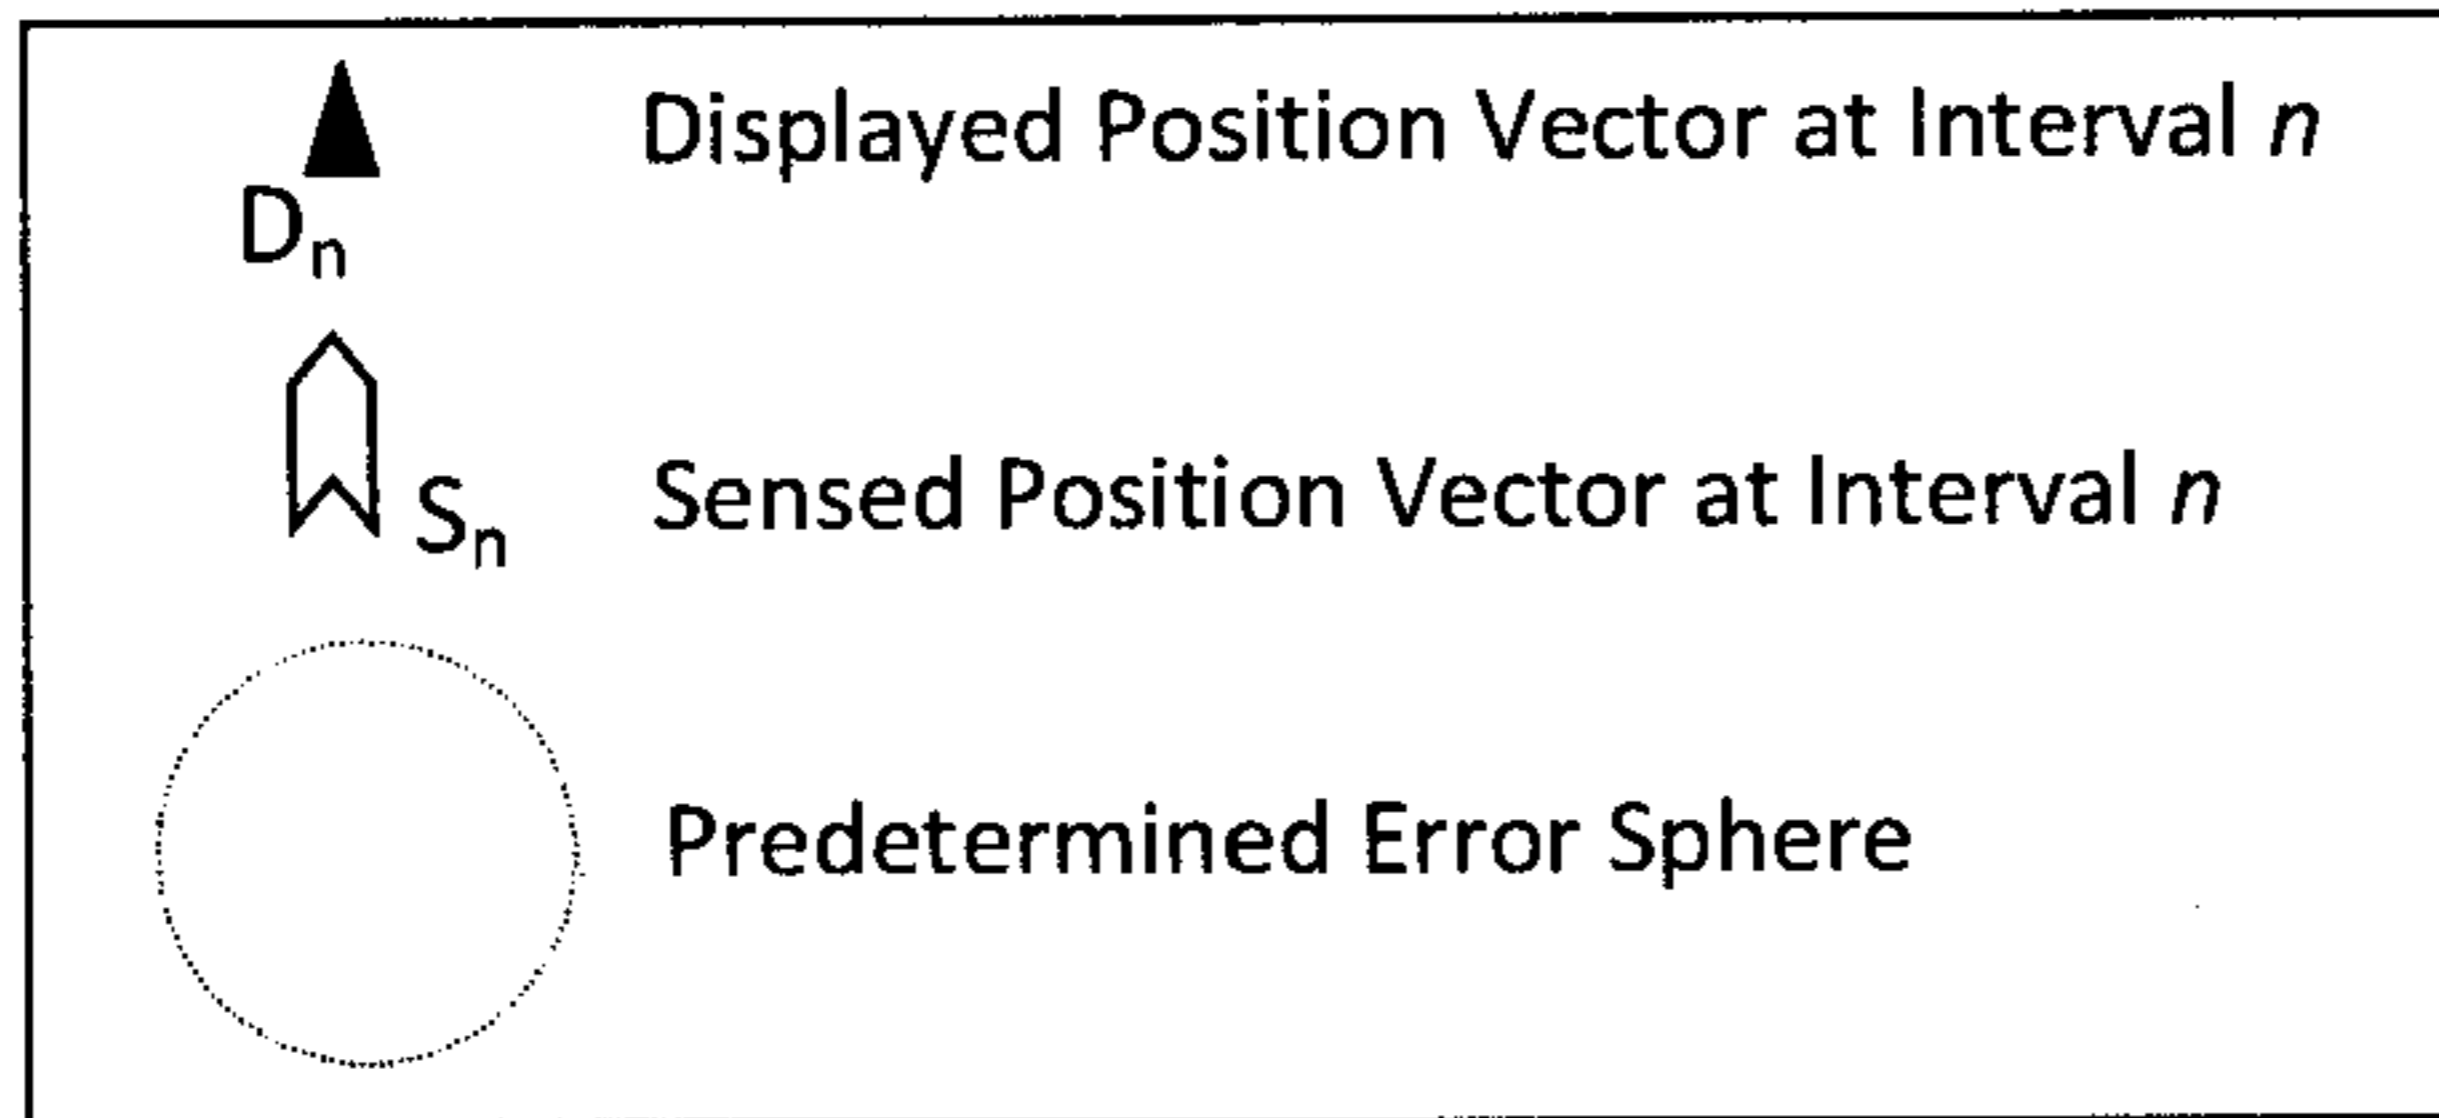 Displayed Position Vector at Interval n
Dn
Sensed Position Vector at Interval n
Sn
Predetermined Error Sphere